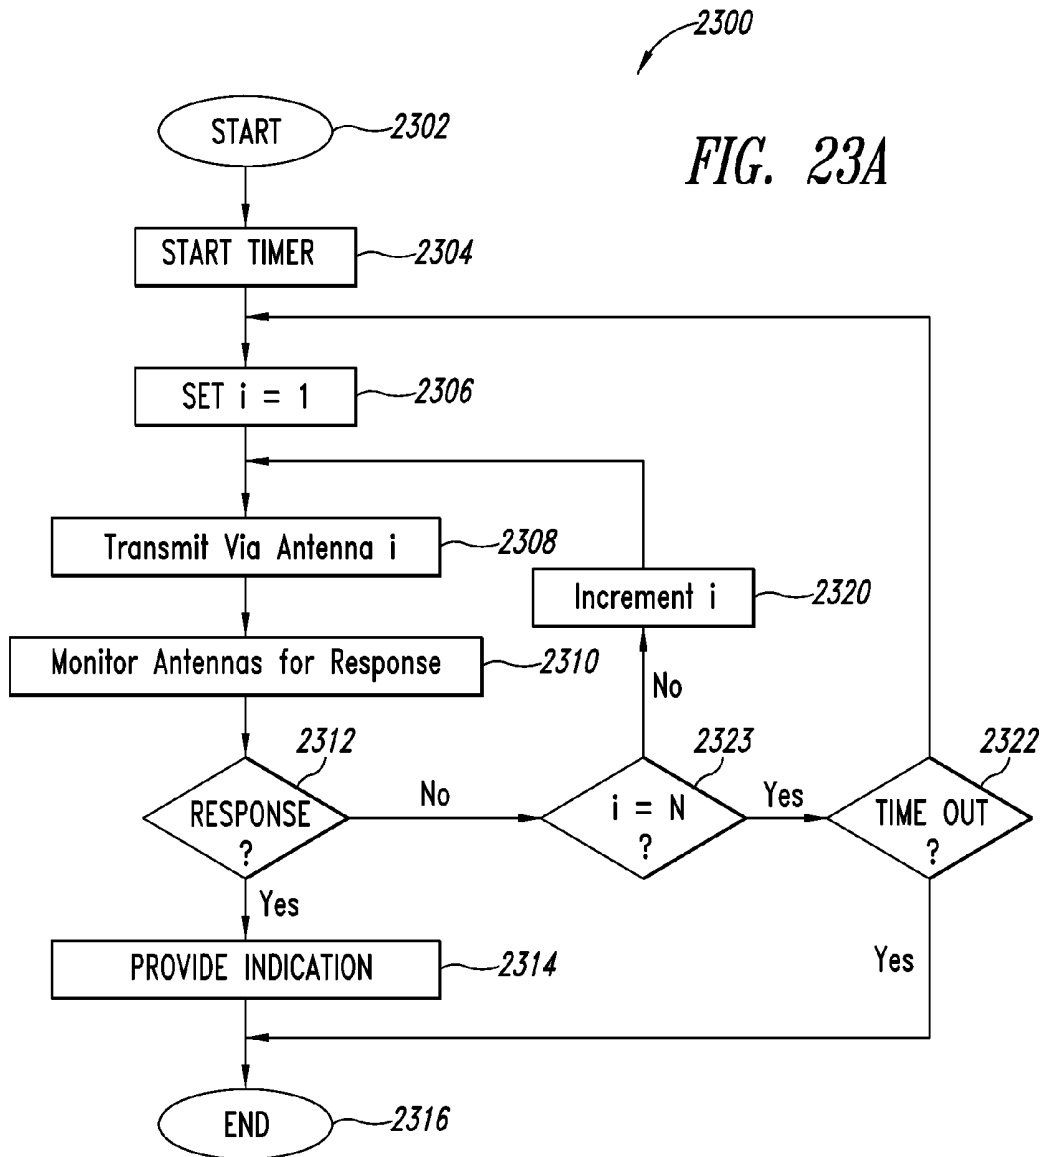 2300
START
2302
FIG. 23A
START TIMER
2304
SET i = 1
2306
Transmit Via Antenna i
2308
Increment i
2320
Monitor Antennas for Response
2310
No
2312
2323
2322
RESPONSE
?
No
i = N
?
Yes
TIME OUT
?
Yes
PROVIDE INDICATION
2314
Yes
END
2316